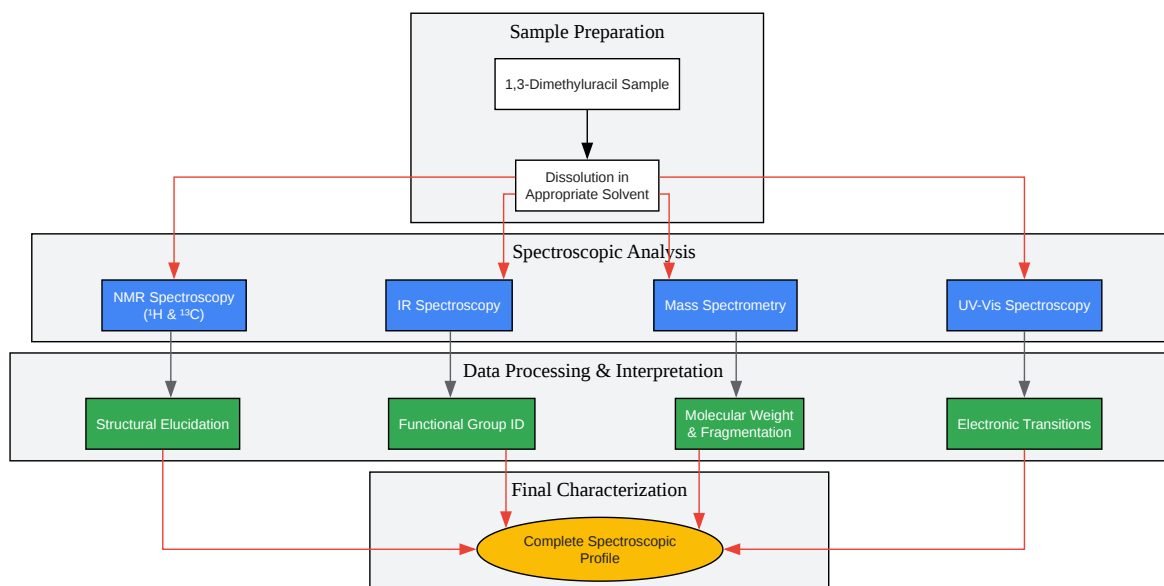 Sample Preparation
1,3-Dimethyluracil Sample
Dissolution in
Appropriate Solvent
Spectroscopic Analysis
NMR Spectroscopy
(¹H & ¹³C)
IR Spectroscopy
Mass Spectrometry
UV-Vis Spectroscopy
Data Processing & Interpretation
Structural Elucidation
Functional Group ID
Molecular Weight
& Fragmentation
Electronic Transitions
Final Characterization
Complete Spectroscopic
Profile